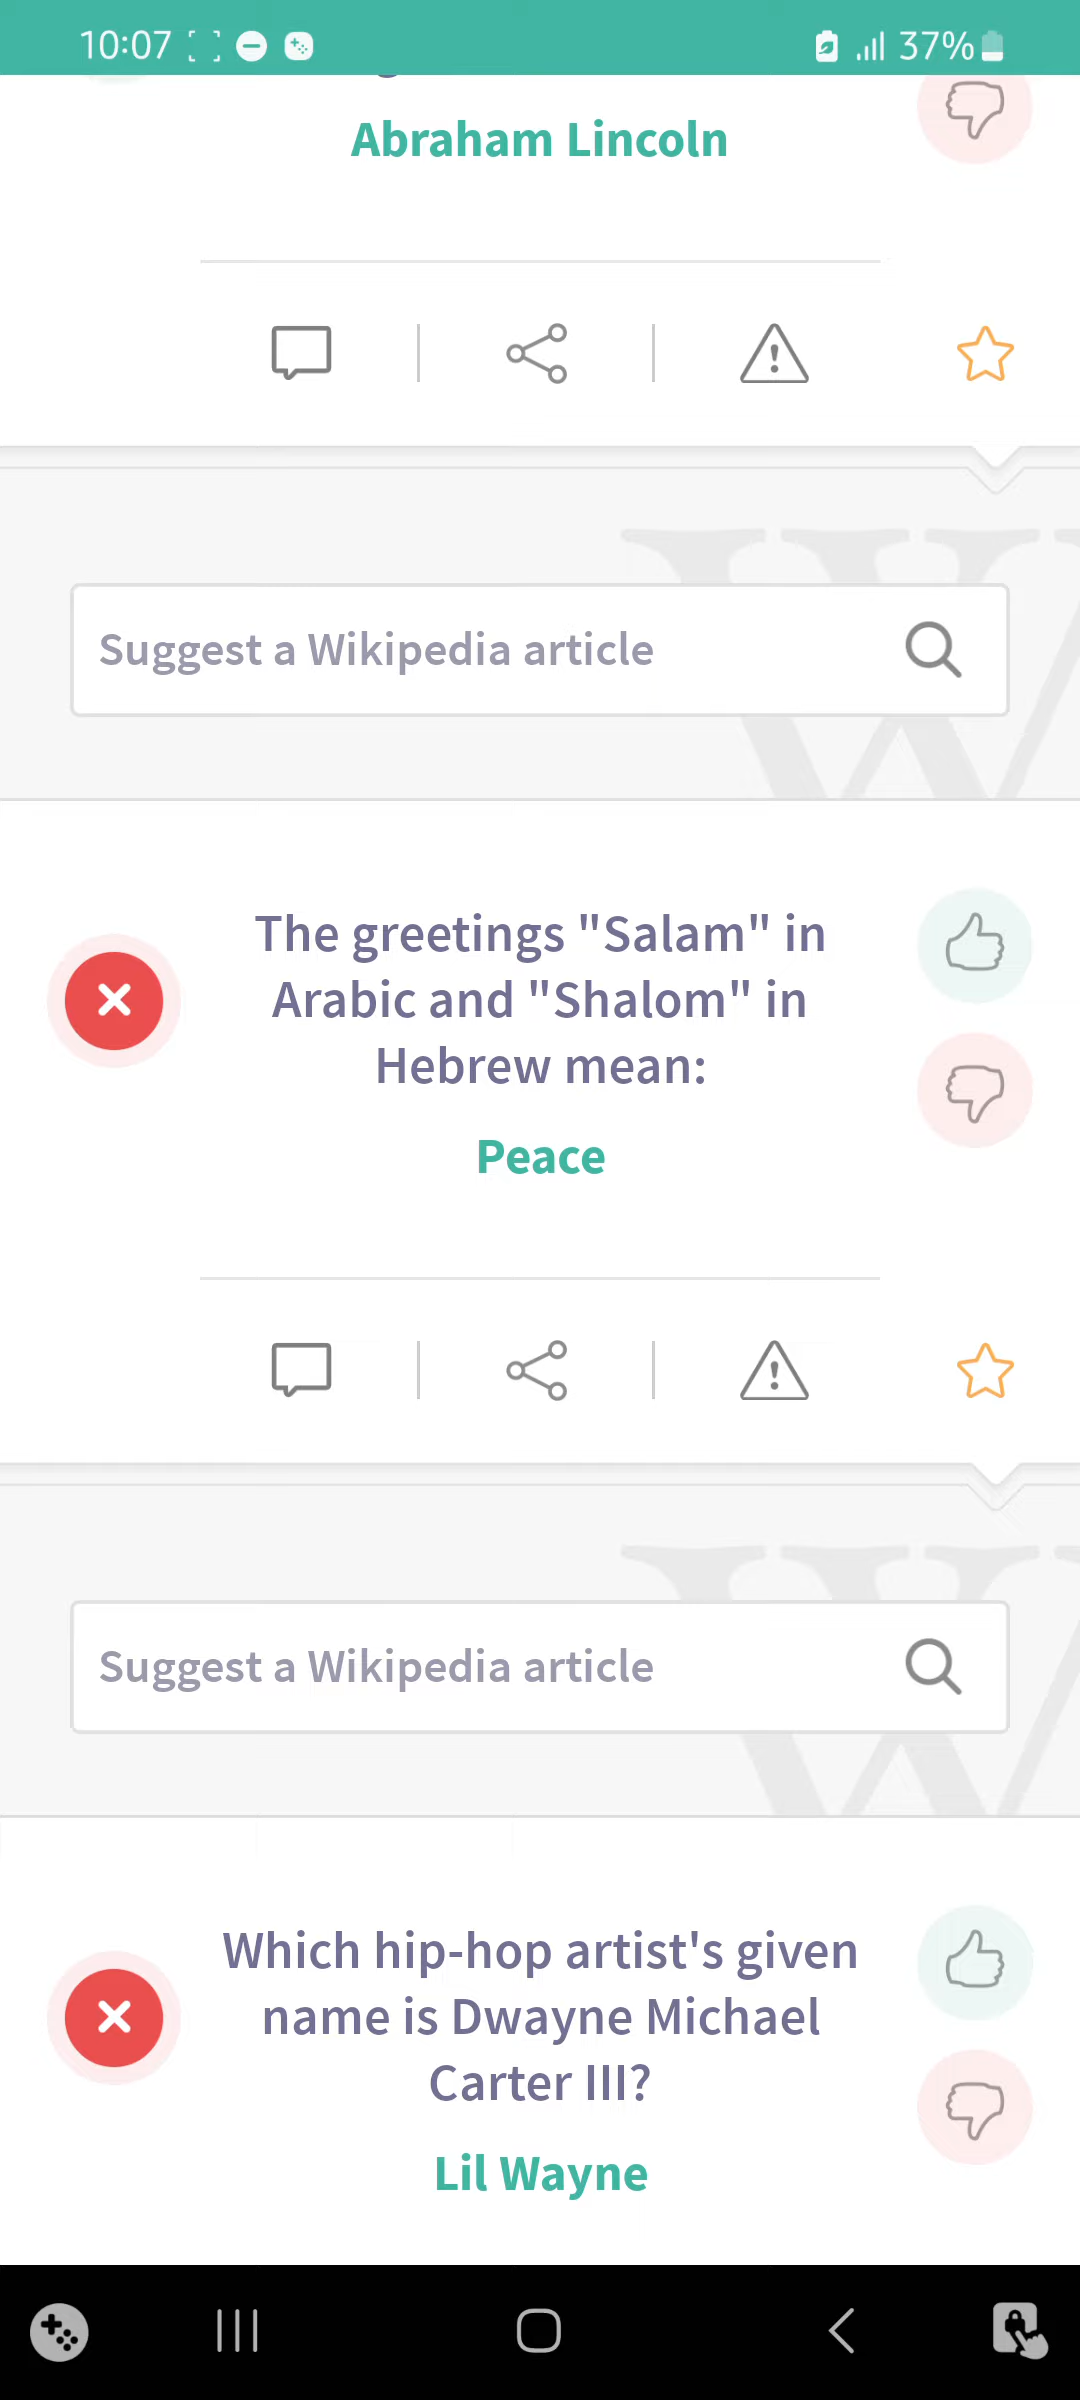 10:07
37%
Abraham Lincoln
Suggest a Wikipedia article
The greetings "Salam" in
Arabic and "Shalom" in
Hebrew mean:
Peace
Suggest a Wikipedia article
Which hip-hop artist's given
name is Dwayne Michael
Carter III?
Lil Wayne